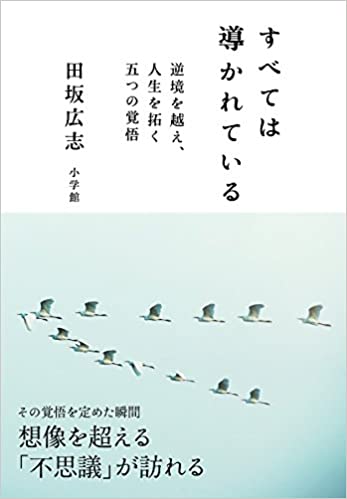 すべては
導かれている
逆境を越え、
人生を拓く
五つの覚悟
田坂広志
小学館
その覚悟を定めた瞬間
想像を超える
「不思議」が訪れる